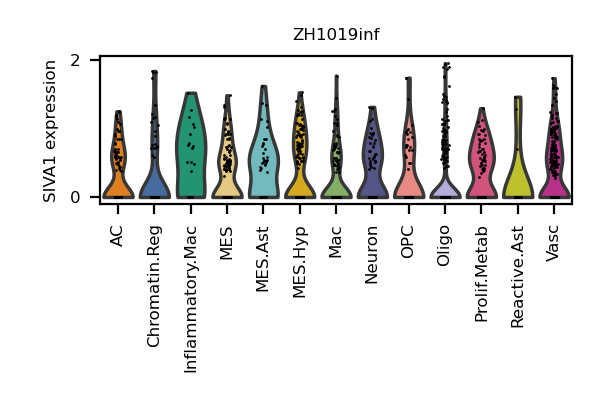 ZH1019inf
SIVA1 expression
2
0
AC
Chromatin.Reg
Inflammatory.Mac
MES
MES.Ast
MES.Hyp
Mac
Neuron
OPC
Oligo
Prolif.Metab
Reactive.Ast
Vasc